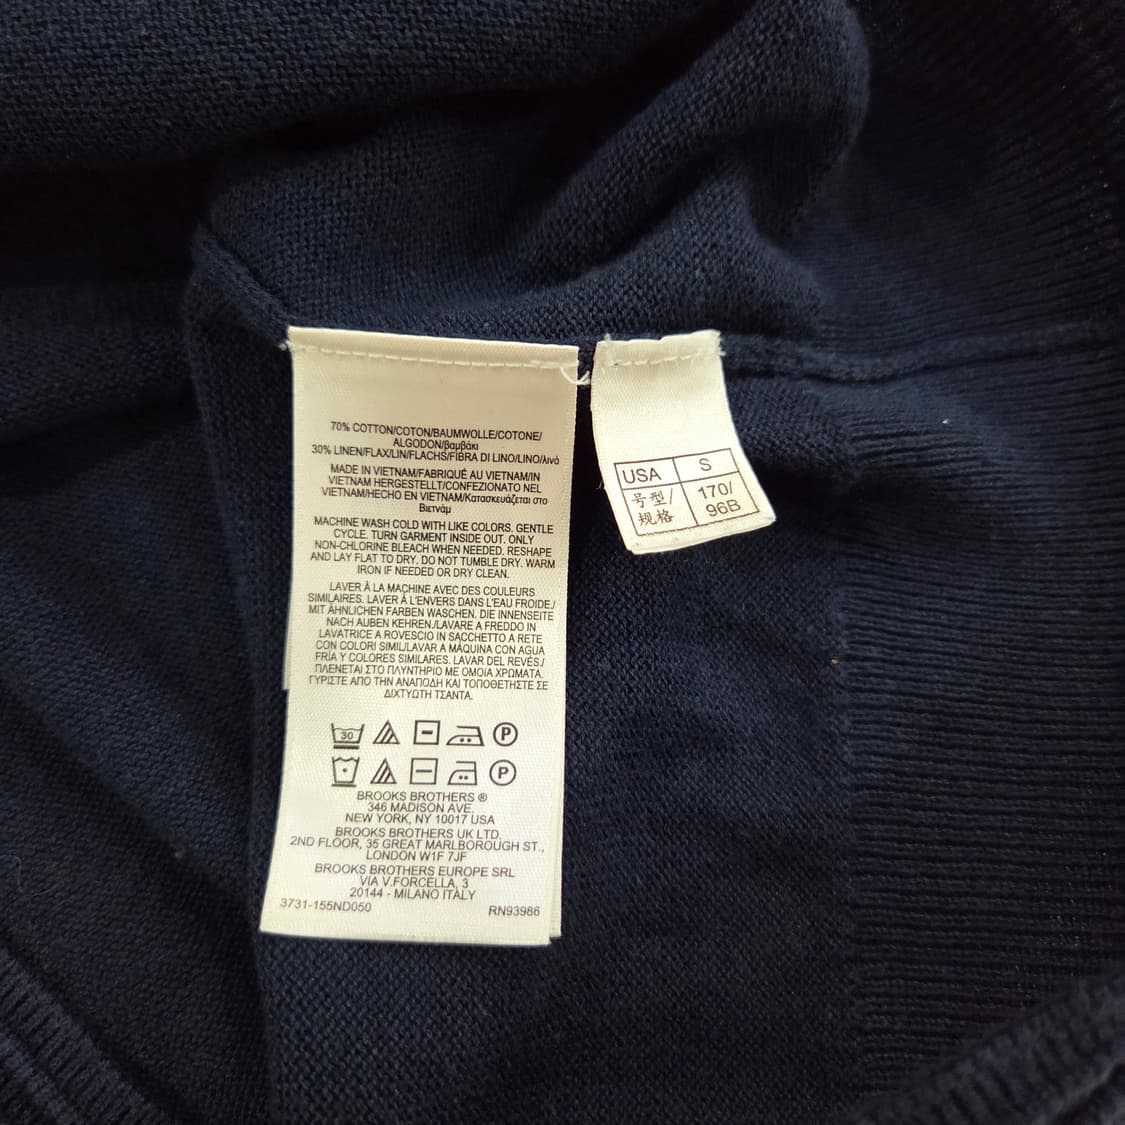 70% COTTON/COTON/BAUMWOLLE/COTONE/
ALGODON/βαμβάκι
30% LINEN/FLAX/LIN/FLACHS/FIBRA DI LINO/LINO/λινό
MADE IN VIETNAM/FABRIQUÉ AU VIETNAM/IN
VIETNAM HERGESTELLT/CONFEZIONATO NEL
VIETNAM/HECHO EN VIETNAM/Κατασκευάζεται στο
Βιετνάμ
MACHINE WASH COLD WITH LIKE COLORS. GENTLE
CYCLE. TURN GARMENT INSIDE OUT. ONLY
NON-CHLORINE BLEACH WHEN NEEDED. RESHAPE
AND LAY FLAT TO DRY. DO NOT TUMBLE DRY. WARM
IRON IF NEEDED OR DRY CLEAN.
LAVER À LA MACHINE AVEC DES COULEURS
SIMILAIRES. LAVER À L'ENVERS DANS L'EAU FROIDE./
MIT ÄHNLICHEN FARBEN WASCHEN. DIE INNENSEITE
NACH AUßEN KEHREN./LAVARE A FREDDO IN
LAVATRICE A ROVESCIO IN SACCHETTO A RETE
CON COLORI SIMILI/LAVAR A MÁQUINA CON AGUA
FRÍA Y COLORES SIMILARES. LAVAR DEL REVÉS./
ΠΛΕΝΕΤΑΙ ΣΤΟ ΠΛΥΝΤΗΡΙΟ ΜΕ ΟΜΟΙΑ ΧΡΩΜΑΤΑ.
ΓΥΡΙΣΤΕ ΑΠΟ ΤΗΝ ΑΝΑΠΟΔΗ ΚΑΙ ΤΟΠΟΘΕΤΗΣΤΕ ΣΕ
ΔΙΧΤΥΩΤΗ ΤΣΑΝΤΑ.
30 P
P
BROOKS BROTHERS ®
346 MADISON AVE.
NEW YORK, NY 10017 USA
BROOKS BROTHERS UK LTD.
2ND FLOOR, 35 GREAT MARLBOROUGH ST.,
LONDON W1F 7JF
BROOKS BROTHERS EUROPE SRL
VIA V.FORCELLA, 3
20144 - MILANO ITALY
3731-155ND050 RN93986
USA S
号型/ 170/
规格 96B